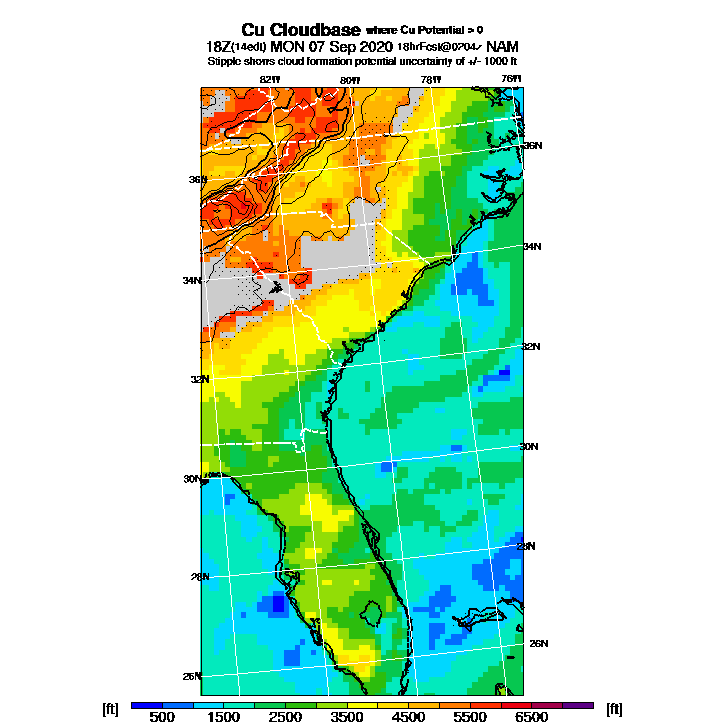 Cu Cloudbase where Cu Potential > 0
18Z(14edt) MON 07 Sep 2020 18hrFcst@0704z NAM
Stipple shows cloud formation potential uncertainty of +/- 1000 ft
82W 80W 78W 76W
36N 36N
34N 34N
32N 32N
30N 30N
28N 28N
26N 26N
[ft] 500 1500 2500 3500 4500 5500 6500 [ft]